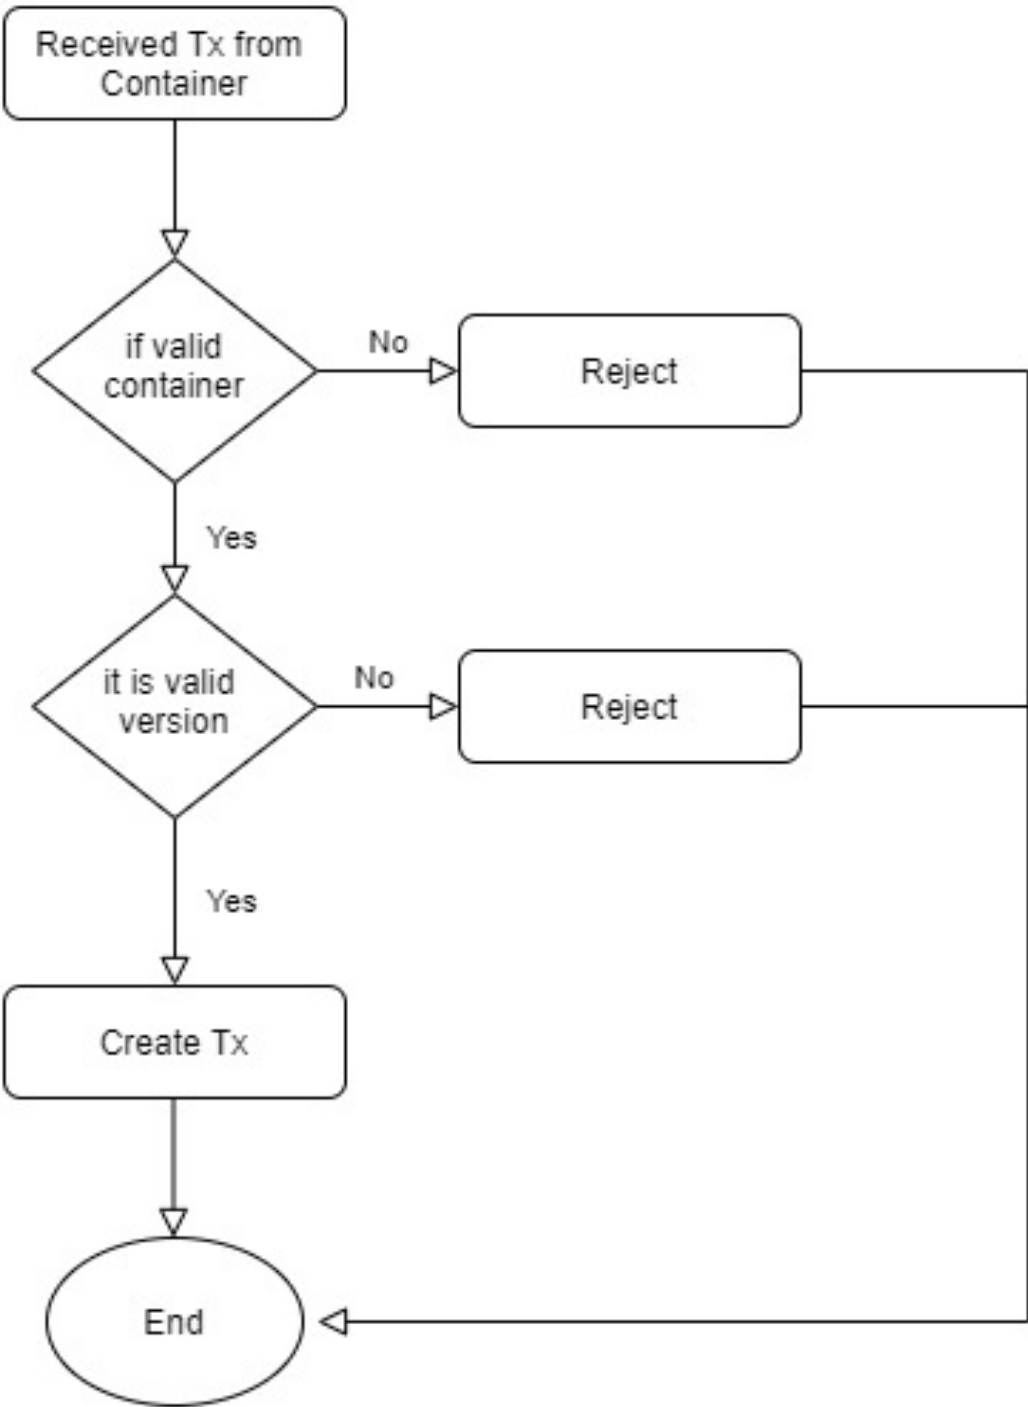 Received Tx from
Container
if valid
container
No
Reject
Yes
it is valid
version
No
Reject
Yes
Create Tx
End